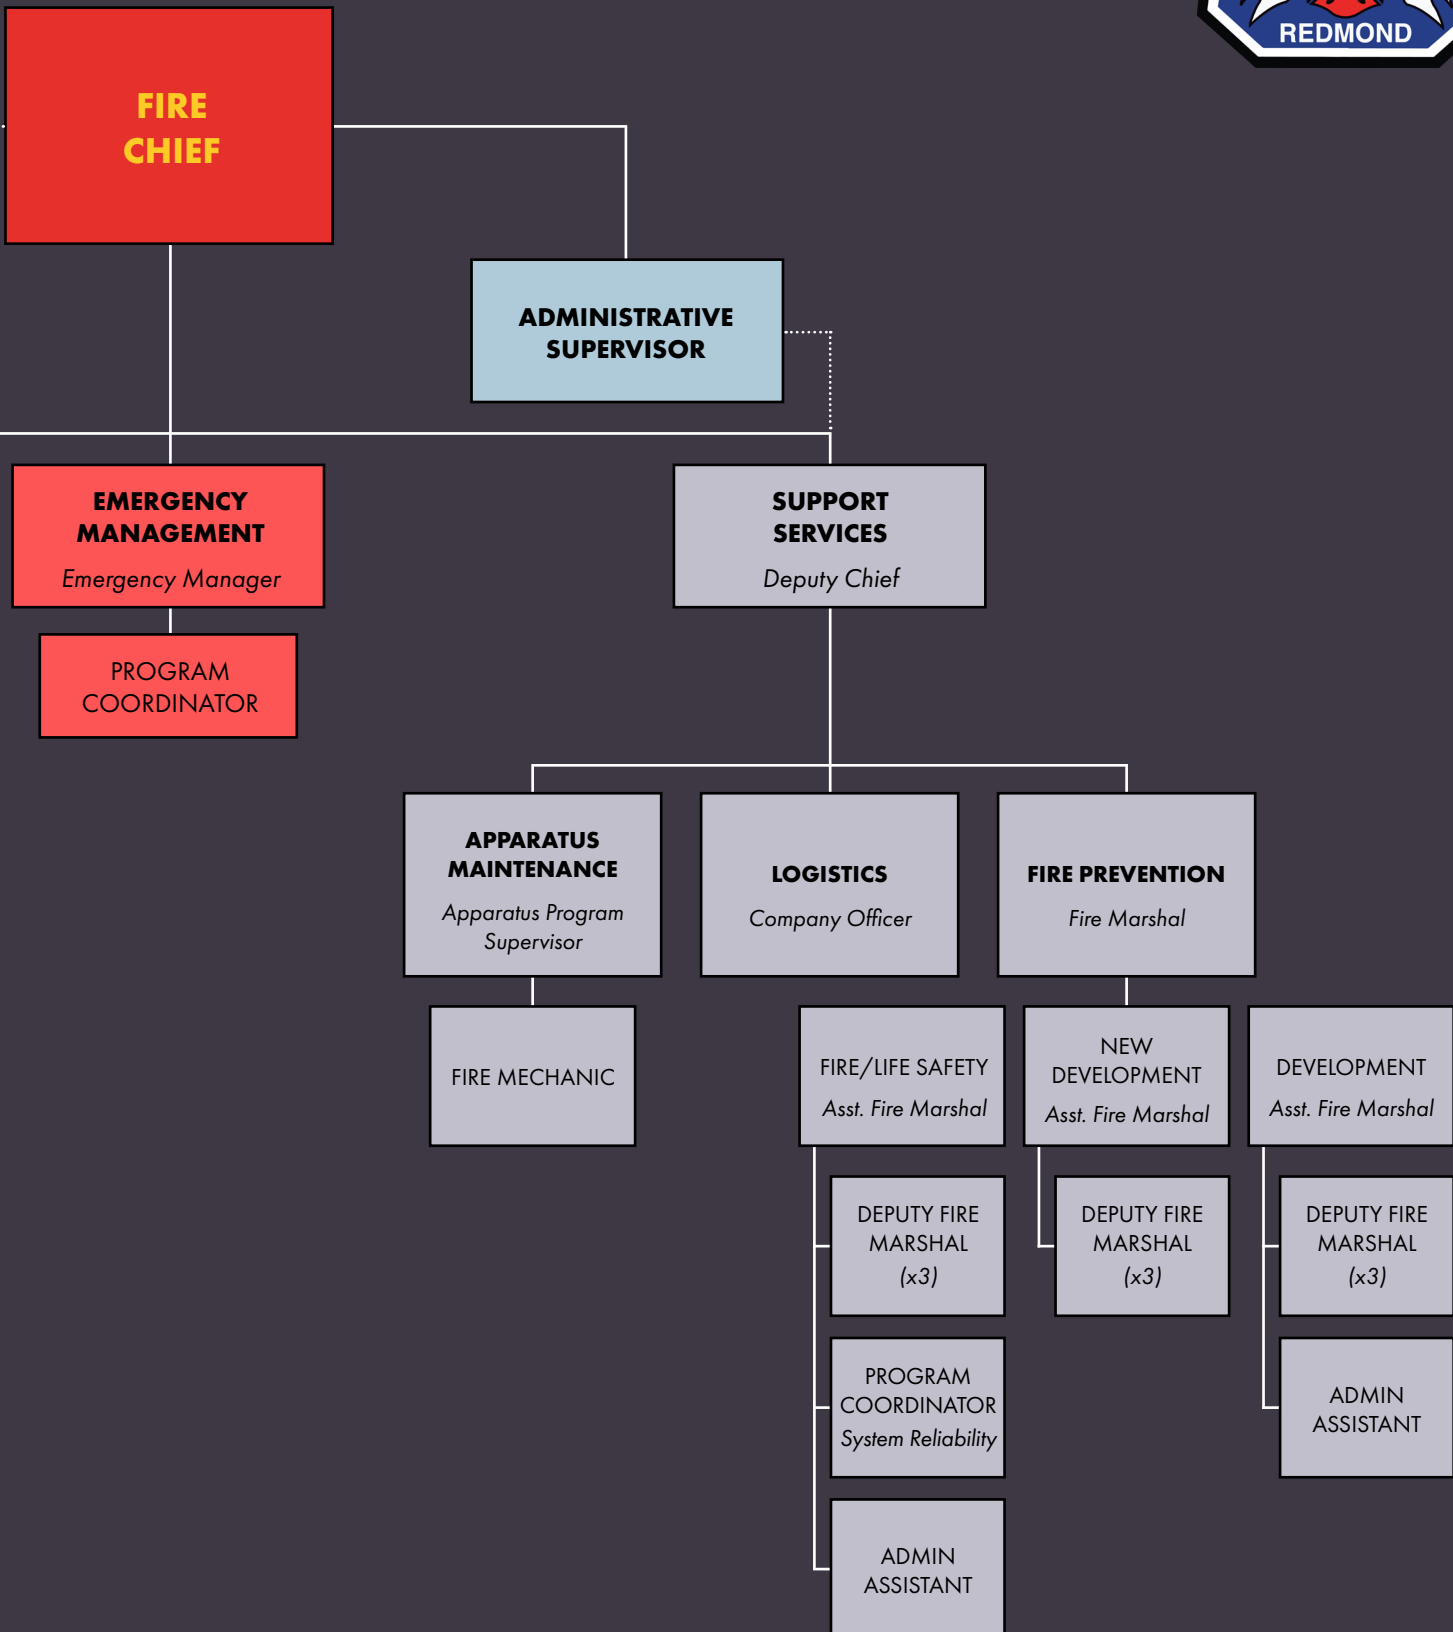 REDMOND
FIRE
CHIEF
ADMINISTRATIVE
SUPERVISOR
EMERGENCY
MANAGEMENT
Emergency Manager
SUPPORT
SERVICES
Deputy Chief
PROGRAM
COORDINATOR
APPARATUS
MAINTENANCE
Apparatus Program
Supervisor
LOGISTICS
Company Officer
FIRE PREVENTION
Fire Marshal
FIRE MECHANIC
FIRE/LIFE SAFETY
Asst. Fire Marshal
NEW
DEVELOPMENT
Asst. Fire Marshal
DEVELOPMENT
Asst. Fire Marshal
DEPUTY FIRE
MARSHAL
(x3)
DEPUTY FIRE
MARSHAL
(x3)
DEPUTY FIRE
MARSHAL
(x3)
PROGRAM
COORDINATOR
System Reliability
ADMIN
ASSISTANT
ADMIN
ASSISTANT